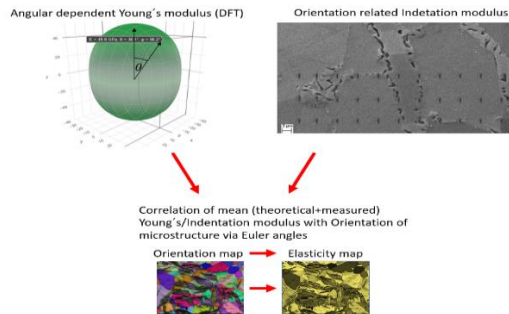 Angular dependent Young´s modulus (DFT)
Orientation related Indetation modulus
θ
Correlation of mean (theoretical+measured)
Young´s/Indentation modulus with Orientation of
microstructure via Euler angles
Orientation map
Elasticity map